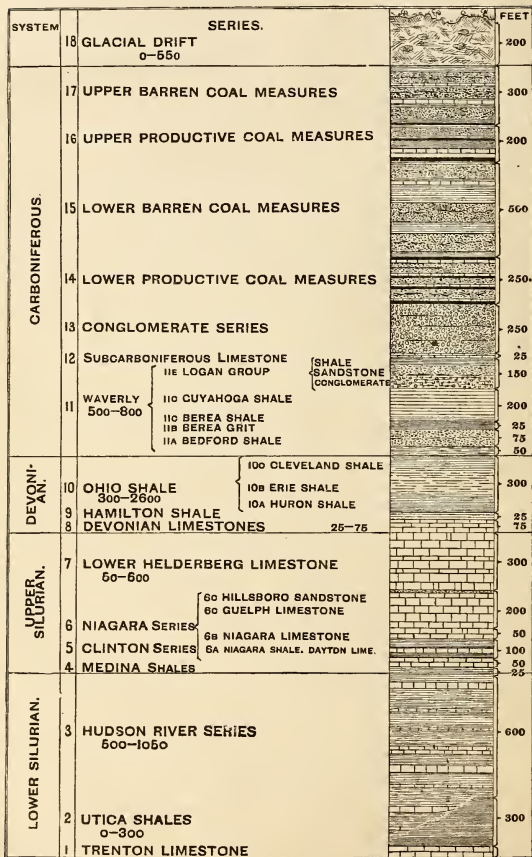 SYSTEM
SERIES.
FEET
18 GLACIAL DRIFT
0–550
200
CARBONIFEROUS.
17 UPPER BARREN COAL MEASURES
300
16 UPPER PRODUCTIVE COAL MEASURES
200
15 LOWER BARREN COAL MEASURES
500
14 LOWER PRODUCTIVE COAL MEASURES
250
13 CONGLOMERATE SERIES
250
12 SUBCARBONIFEROUS LIMESTONE
25
11E LOGAN GROUP
SHALE
SANDSTONE
CONGLOMERATE
150
11 WAVERLY
500–800
11D CUYAHOGA SHALE
200
11C BEREA SHALE
25
11B BEREA GRIT
75
11A BEDFORD SHALE
50
DEVONI-
AN.
10 OHIO SHALE
300–2600
10C CLEVELAND SHALE
10B ERIE SHALE
10A HURON SHALE
300
9 HAMILTON SHALE
25
8 DEVONIAN LIMESTONES 25–75
75
UPPER
SILURIAN.
7 LOWER HELDERBERG LIMESTONE
50–600
300
6 NIAGARA SERIES
6D HILLSBORO SANDSTONE
6C GUELPH LIMESTONE
200
6B NIAGARA LIMESTONE
50
6A NIAGARA SHALE. DAYTON LIME.
100
5 CLINTON SERIES
50
4 MEDINA SHALES
25
LOWER SILURIAN.
3 HUDSON RIVER SERIES
500–1050
600
2 UTICA SHALES
0–300
300
1 TRENTON LIMESTONE